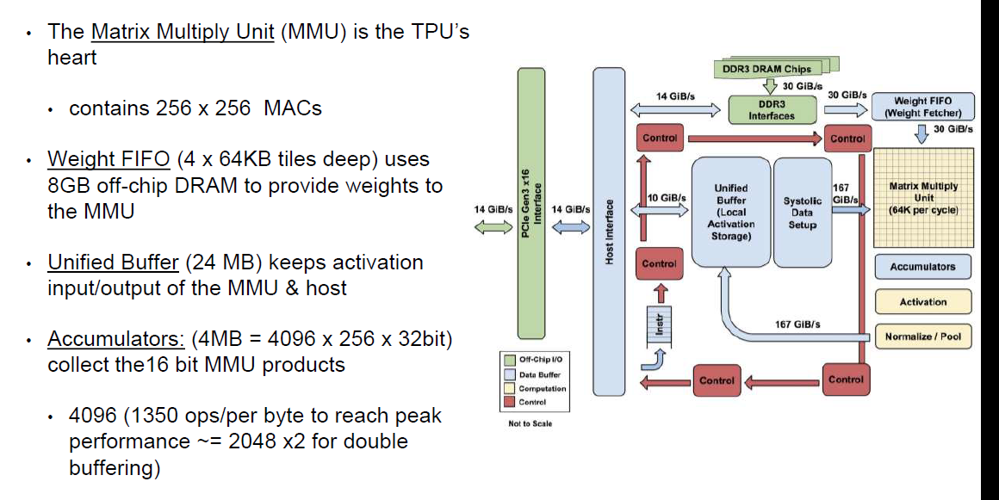 • The Matrix Multiply Unit (MMU) is the TPU’s
heart
• contains 256 x 256 MACs
• Weight FIFO (4 x 64KB tiles deep) uses
8GB off-chip DRAM to provide weights to
the MMU
• Unified Buffer (24 MB) keeps activation
input/output of the MMU & host
• Accumulators: (4MB = 4096 x 256 x 32bit)
collect the16 bit MMU products
• 4096 (1350 ops/per byte to reach peak
performance ~= 2048 x2 for double
buffering)
DDR3 DRAM Chips
30 GiB/s
14 GiB/s
DDR3
Interfaces
30 GiB/s
Weight FIFO
(Weight Fetcher)
30 GiB/s
Control
Control
14 GiB/s
PCIe Gen3 x16
Interface
14 GiB/s
Host Interface
10 GiB/s
Unified
Buffer
(Local
Activation
Storage)
Systolic
Data
Setup
167
GiB/s
Matrix Multiply
Unit
(64K per cycle)
Control
Accumulators
Activation
Instr
167 GiB/s
Normalize / Pool
Off-Chip I/O
Data Buffer
Computation
Control
Control
Control
Not to Scale